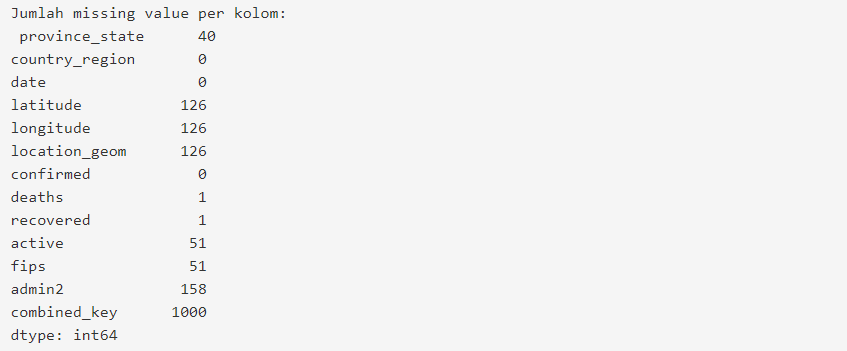 Jumlah missing value per kolom:
province_state 40
country_region 0
date 0
latitude 126
longitude 126
location_geom 126
confirmed 0
deaths 1
recovered 1
active 51
fips 51
admin2 158
combined_key 1000
dtype: int64